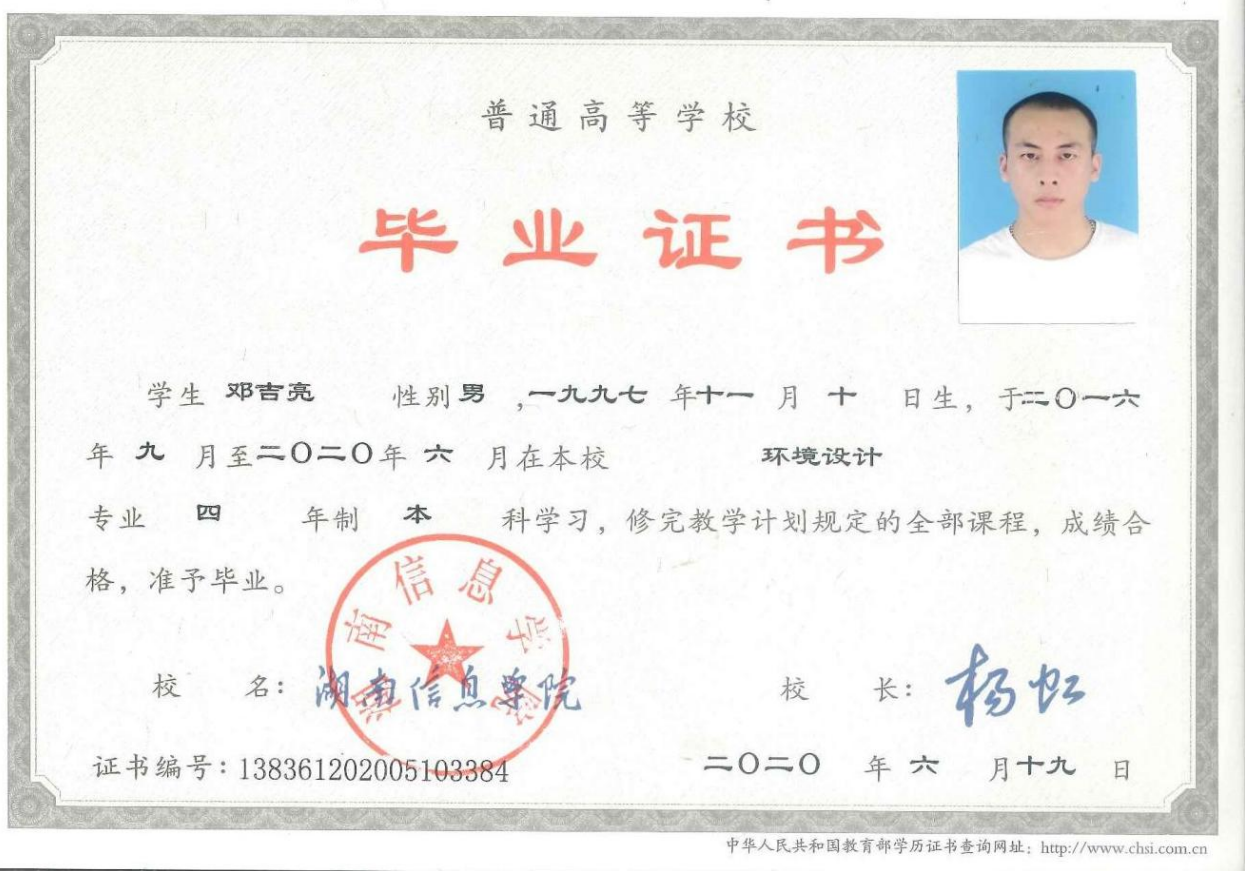 普通高等学校
毕业证书
学生 邓吉亮 性别 男 ,一九九七 年十一 月 十 日生，于二〇一六
年 九 月至二〇二〇年 六 月在本校 环境设计
专业 四 年制 本 科学习，修完教学计划规定的全部课程，成绩合
格，准予毕业。
湖南信息学院
校 名：湖南信息学院 校 长：杨虹
证书编号：138361202005103384 二〇二〇 年 六 月十九 日
中华人民共和国教育部学历证书查询网址：http://www.chsi.com.cn